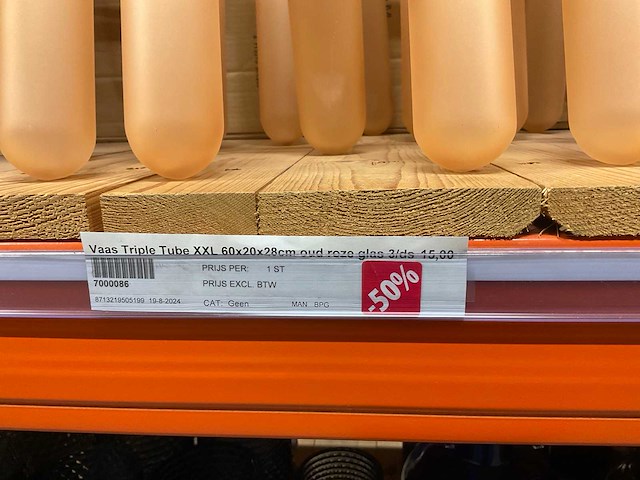 Vaas Triple Tube XXL 60x20x28cm oud roze glas 3/ds 15,00
PRIJS PER: 1 ST
7000086
PRIJS EXCL. BTW
8713219505199 19-8-2024
CAT: Geen
MAN. BPG
-50%